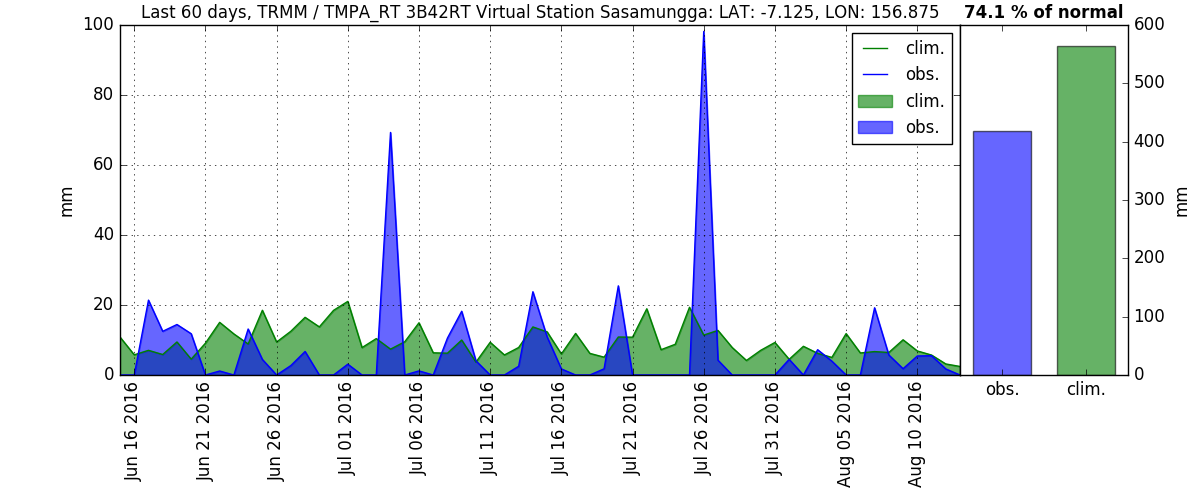 Last 60 days, TRMM / TMPA_RT 3B42RT Virtual Station Sasamungga: LAT: -7.125, LON: 156.875
74.1 % of normal
mm
100
80
60
40
20
0
clim.
obs.
clim.
obs.
Jun 16 2016
Jun 21 2016
Jun 26 2016
Jul 01 2016
Jul 06 2016
Jul 11 2016
Jul 16 2016
Jul 21 2016
Jul 26 2016
Jul 31 2016
Aug 05 2016
Aug 10 2016
600
500
400
300
200
100
0
mm
obs.
clim.